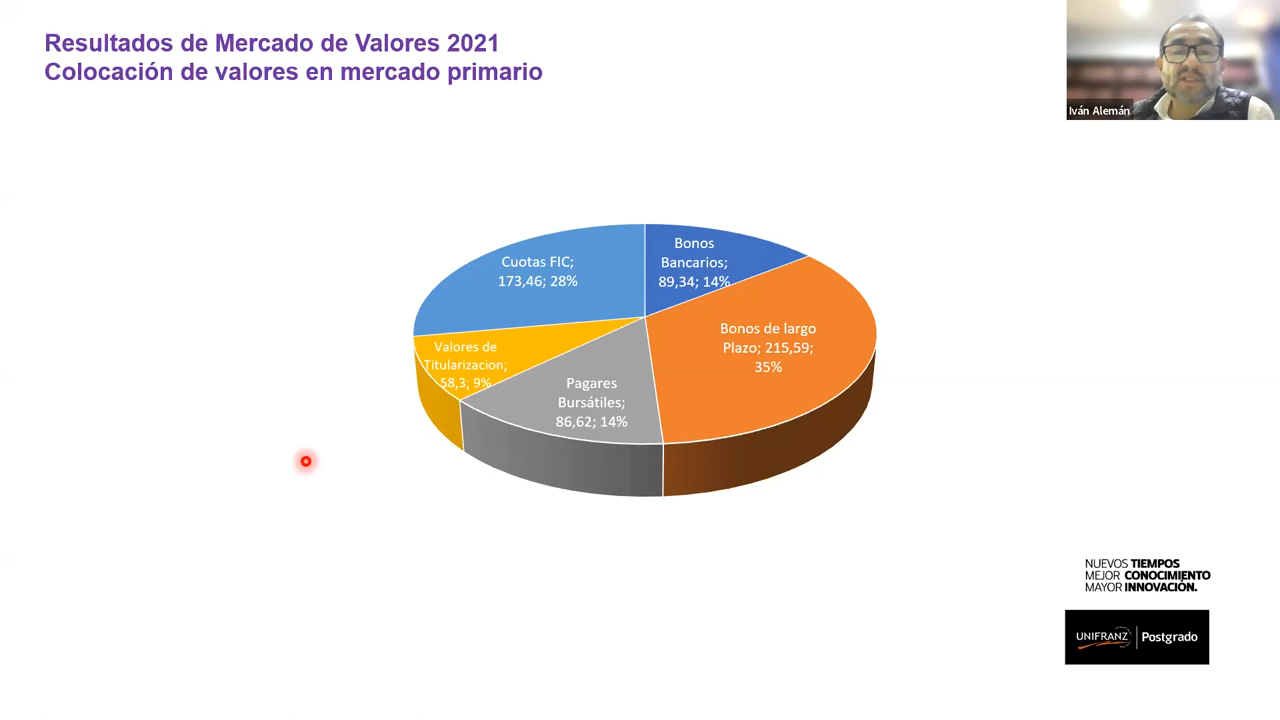 Resultados de Mercado de Valores 2021
Colocación de valores en mercado primario
Iván Alemán
Cuotas FIC;
173,46; 28%
Bonos
Bancarios;
89,34; 14%
Bonos de largo
Plazo; 215,59;
35%
Valores de
Titularizacion;
58,3; 9%
Pagares
Bursátiles;
86,62; 14%
NUEVOS TIEMPOS
MEJOR CONOCIMIENTO
MAYOR INNOVACIÓN.
UNIFRANZ Postgrado